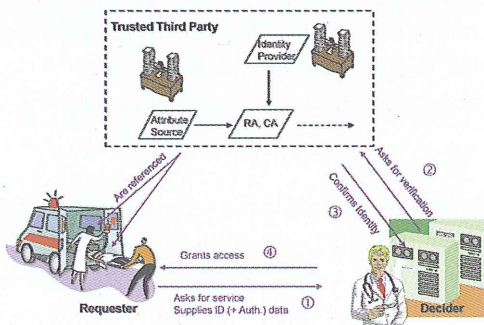 Trusted Third Party
Identity
Provider
Attribute
Source
RA, CA
Are referenced
Asks for verification
②
Confirms Identity
③
Grants access ④
Requester
Asks for service
Supplies ID (+ Auth.) data ①
Decider